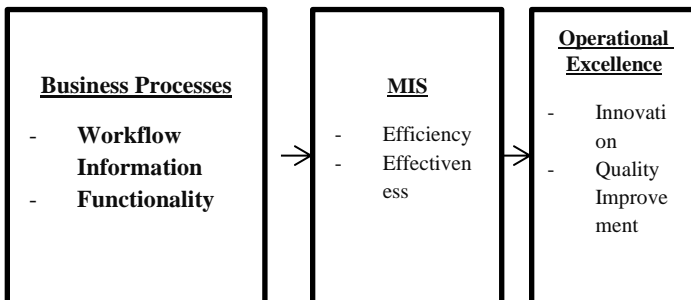 Business Processes
- Workflow
Information
- Functionality
MIS
- Efficiency
- Effectiven
ess
Operational
Excellence
- Innovati
on
- Quality
Improve
ment